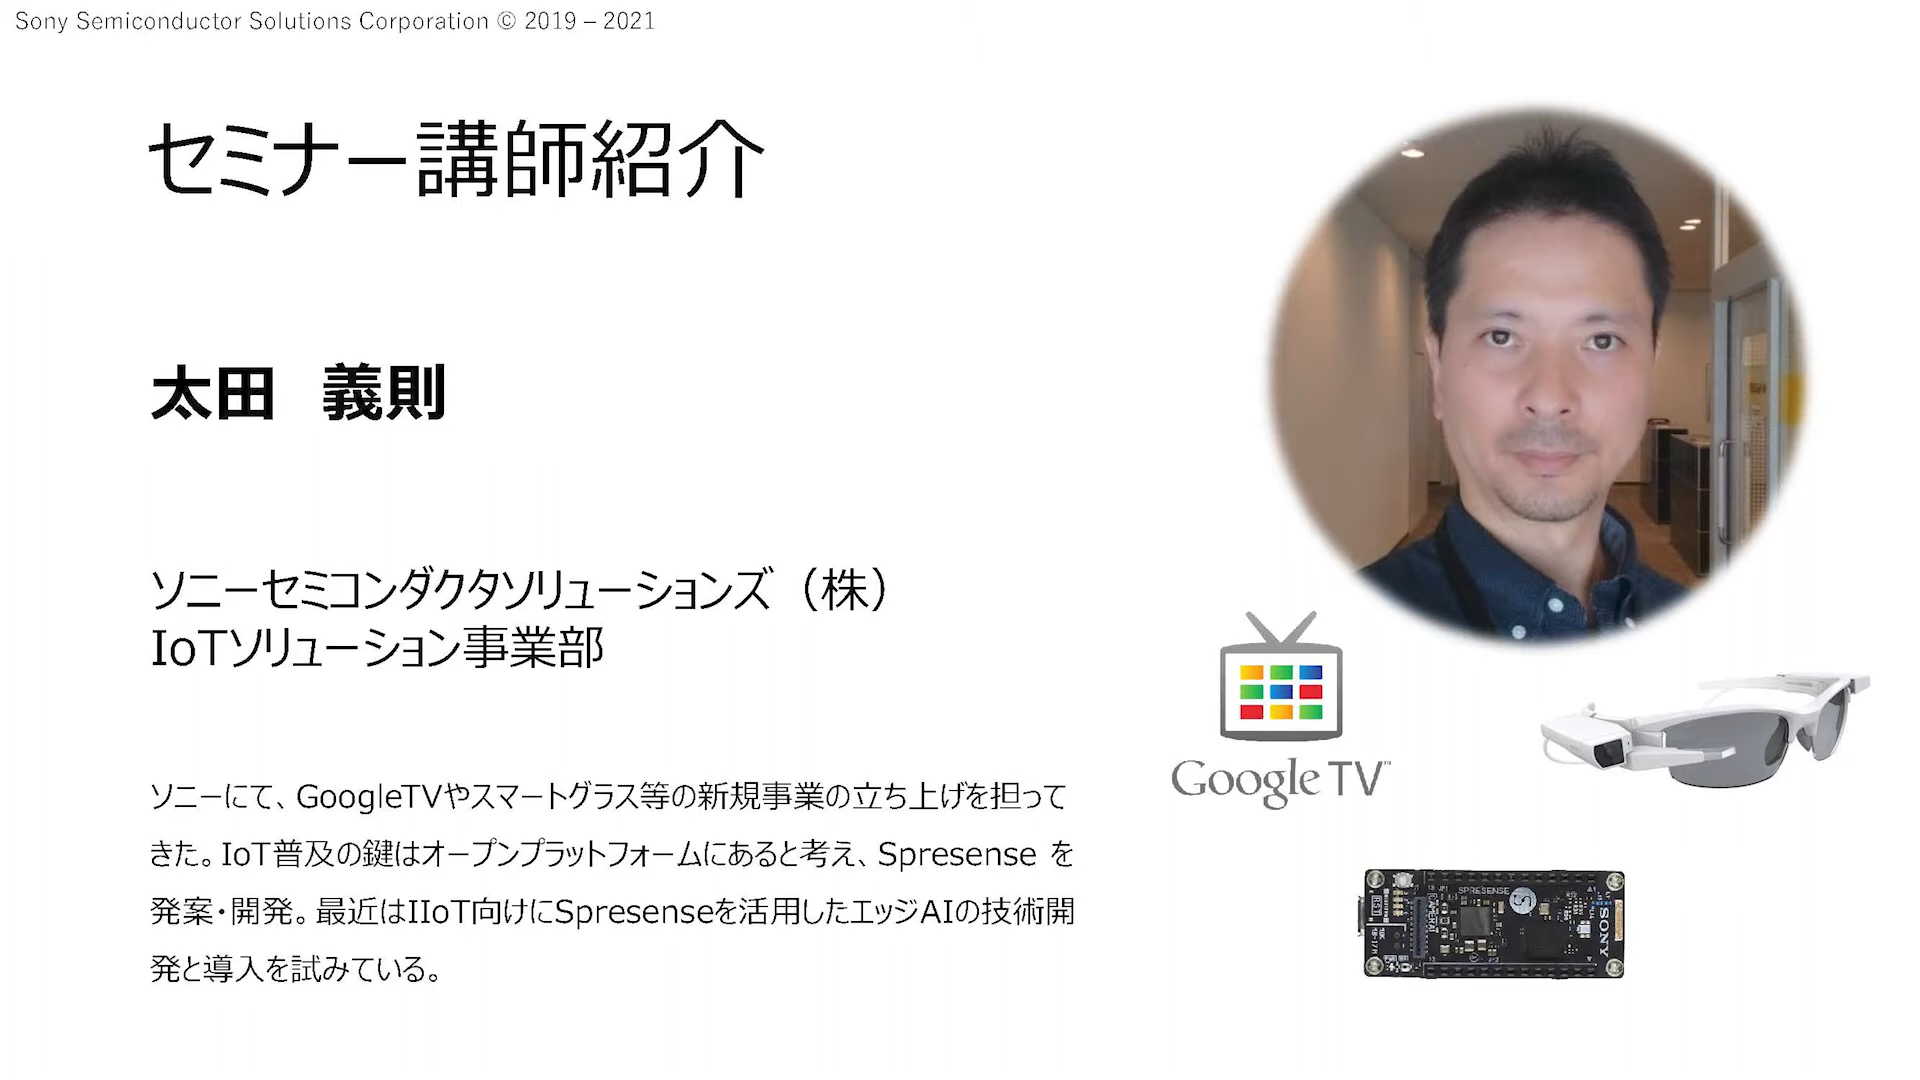 Sony Semiconductor Solutions Corporation © 2019 – 2021
セミナー講師紹介
太田　義則
ソニーセミコンダクタソリューションズ（株）
IoTソリューション事業部
ソニーにて、GoogleTVやスマートグラス等の新規事業の立ち上げを担って
きた。IoT普及の鍵はオープンプラットフォームにあると考え、Spresense を
発案・開発。最近はIIoT向けにSpresenseを活用したエッジAIの技術開
発と導入を試みている。
Google TV™
SPRESENSE
CAMERA
SONY